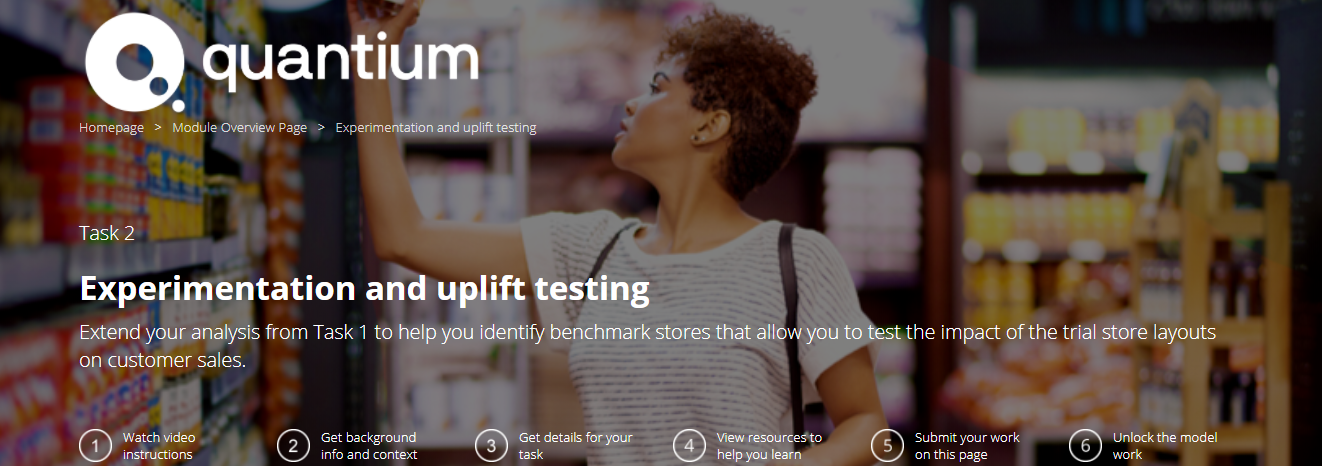 quantium
Homepage > Module Overview Page > Experimentation and uplift testing
Task 2
Experimentation and uplift testing
Extend your analysis from Task 1 to help you identify benchmark stores that allow you to test the impact of the trial store layouts
on customer sales.
1 Watch video
instructions
2 Get background
info and context
3 Get details for your
task
4 View resources to
help you learn
5 Submit your work
on this page
6 Unlock the model
work